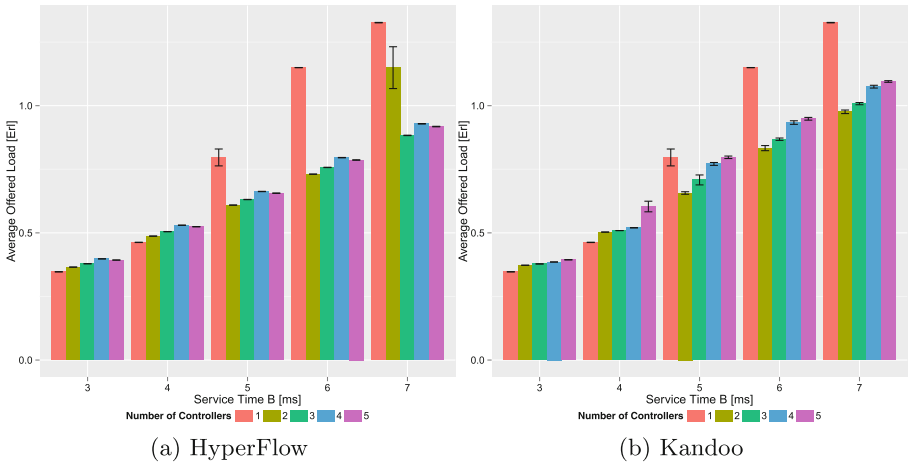 Average Offered Load [Erl]
1.0
0.5
0.0
3 4 5 6 7
Service Time B [ms]
Number of Controllers 1 2 3 4 5
(a) HyperFlow
Average Offered Load [Erl]
1.0
0.5
0.0
3 4 5 6 7
Service Time B [ms]
Number of Controllers 1 2 3 4 5
(b) Kandoo